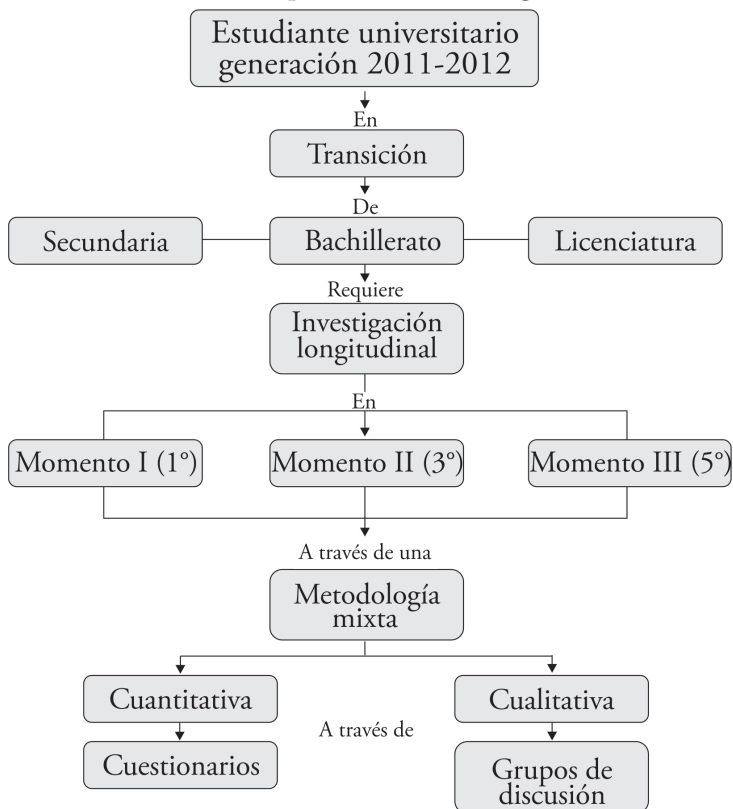 Estudiante universitario
generación 2011-2012
En
Transición
De
Secundaria
Bachillerato
Licenciatura
Requiere
Investigación
longitudinal
En
Momento I (1°)
Momento II (3°)
Momento III (5°)
A través de una
Metodología
mixta
Cuantitativa
Cualitativa
A través de
Cuestionarios
Grupos de
discusión